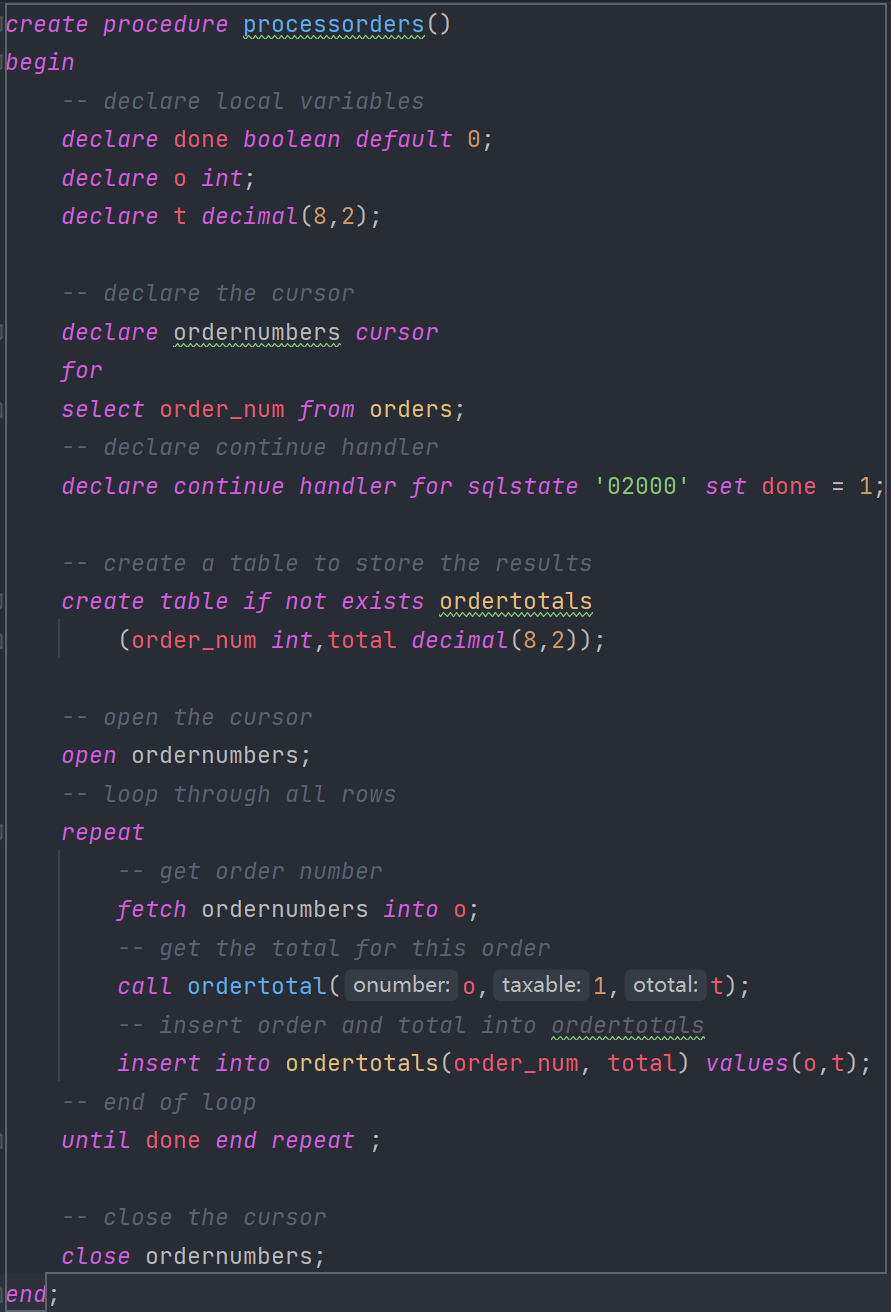 create procedure processorders()
begin
    -- declare local variables
    declare done boolean default 0;
    declare o int;
    declare t decimal(8,2);

    -- declare the cursor
    declare ordernumbers cursor
    for
    select order_num from orders;
    -- declare continue handler
    declare continue handler for sqlstate '02000' set done = 1;

    -- create a table to store the results
    create table if not exists ordertotals
        (order_num int,total decimal(8,2));

    -- open the cursor
    open ordernumbers;
    -- loop through all rows
    repeat
        -- get order number
        fetch ordernumbers into o;
        -- get the total for this order
        call ordertotal( onumber: o, taxable: 1, ototal: t);
        -- insert order and total into ordertotals
        insert into ordertotals(order_num, total) values(o,t);
    -- end of loop
    until done end repeat ;

    -- close the cursor
    close ordernumbers;
end;